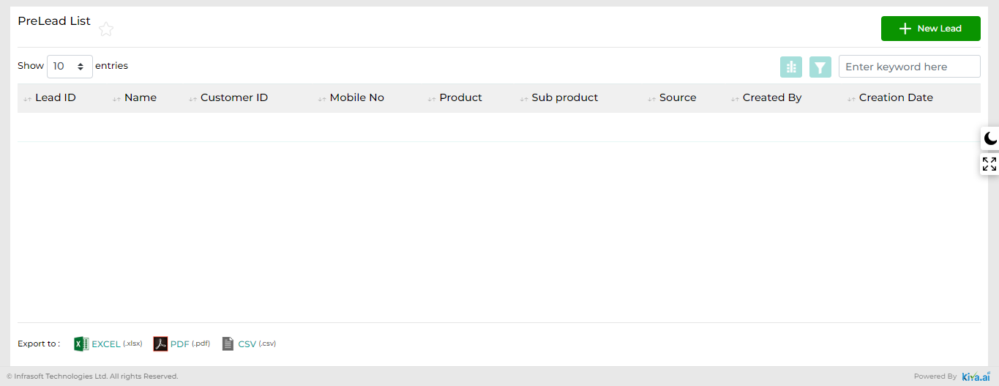 PreLead List
New Lead
Show 10 entries
Enter keyword here
Lead ID Name Customer ID Mobile No Product Sub product Source Created By Creation Date
Export to : EXCEL (.xlsx) PDF (.pdf) CSV (.csv)
© Infrasoft Technologies Ltd. All rights Reserved.
Powered By Kiya.ai